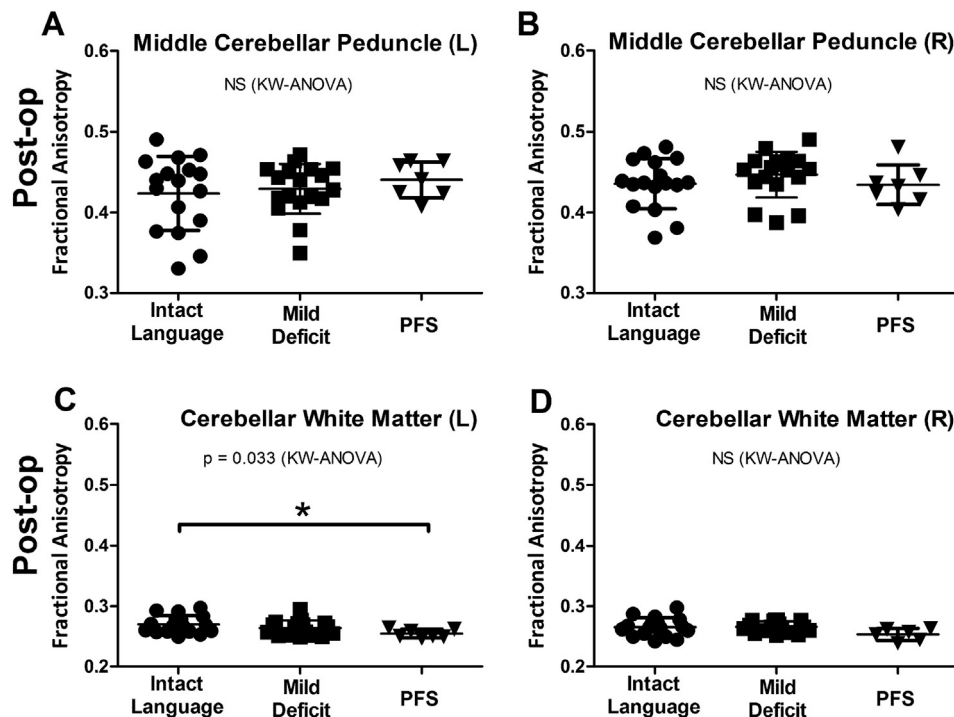 A
Middle Cerebellar Peduncle (L)
NS (KW-ANOVA)
Post-op
Fractional Anisotropy
0.6
0.5
0.4
0.3
Intact
Language
Mild
Deficit
PFS
B
Middle Cerebellar Peduncle (R)
NS (KW-ANOVA)
Fractional Anisotropy
0.6
0.5
0.4
0.3
Intact
Language
Mild
Deficit
PFS
C
Cerebellar White Matter (L)
p = 0.033 (KW-ANOVA)
*
Post-op
Fractional Anisotropy
0.6
0.5
0.4
0.3
0.2
Intact
Language
Mild
Deficit
PFS
D
Cerebellar White Matter (R)
NS (KW-ANOVA)
Fractional Anisotropy
0.6
0.5
0.4
0.3
0.2
Intact
Language
Mild
Deficit
PFS